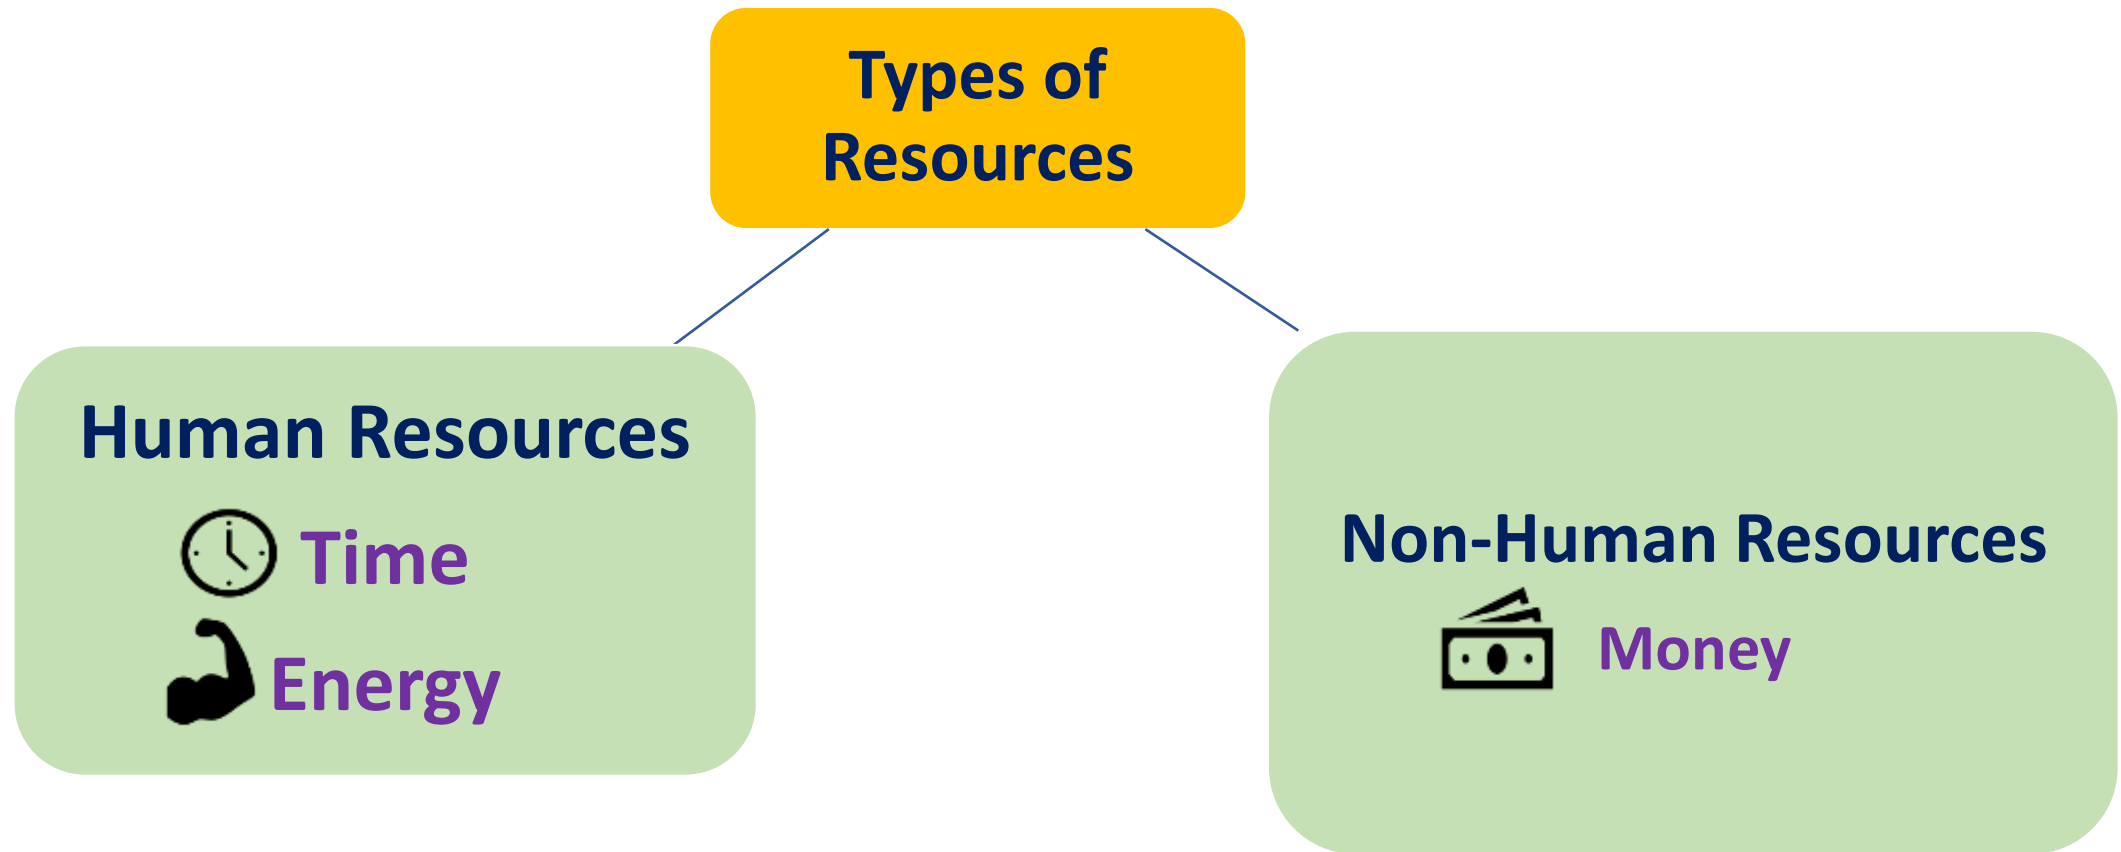 Types of
Resources
Human Resources
Time
Energy
Non-Human Resources
Money